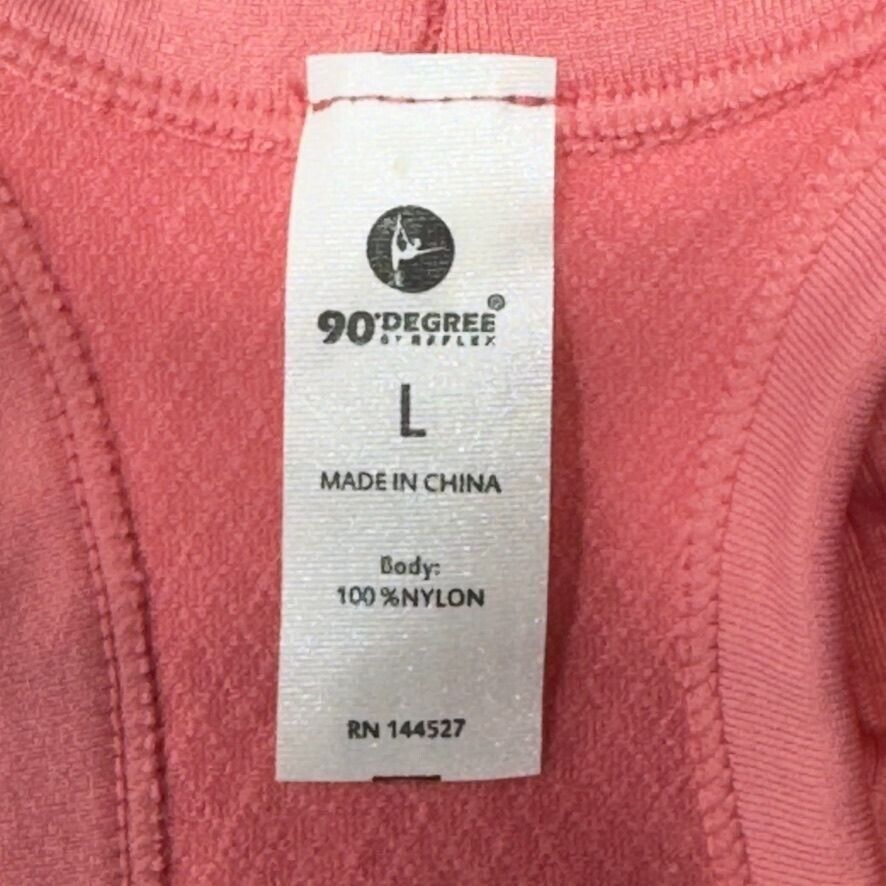 90°DEGREE®
BY REFLEX
L
MADE IN CHINA
Body:
100%NYLON
RN 144527